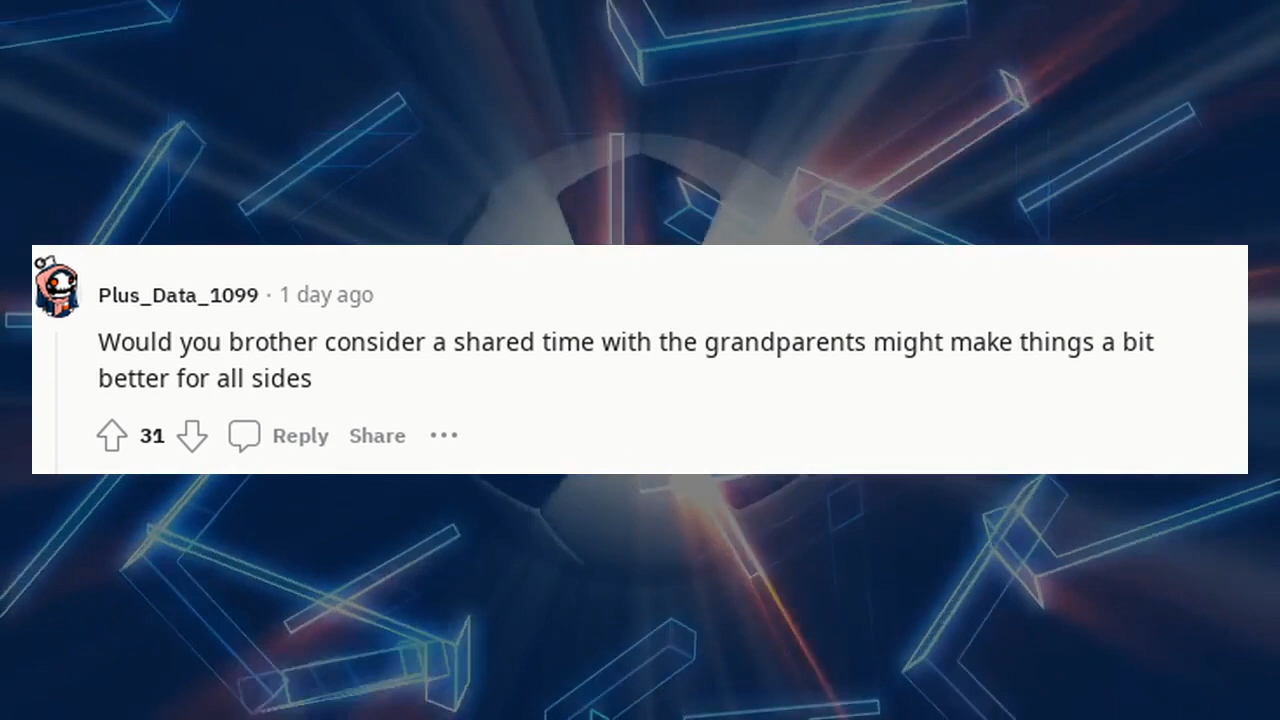 Plus_Data_1099 · 1 day ago
Would you brother consider a shared time with the grandparents might make things a bit
better for all sides
31 Reply Share •••